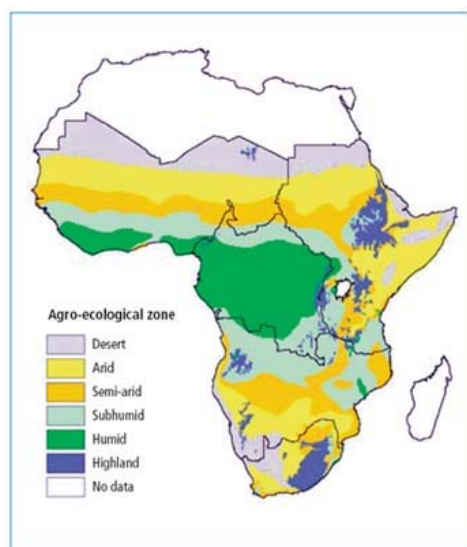 Agro-ecological zone
Desert
Arid
Semi-arid
Subhumid
Humid
Highland
No data